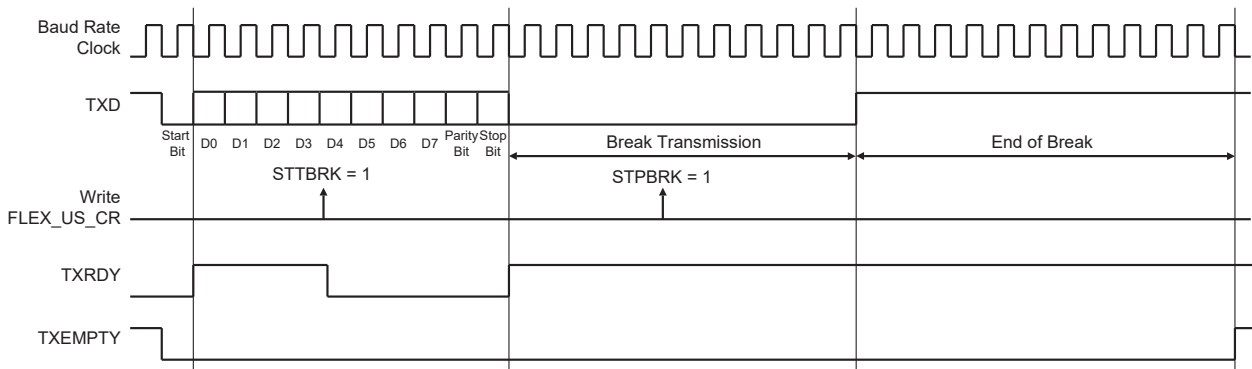 Baud Rate
Clock
TXD
Start
Bit
D0 D1 D2 D3 D4 D5 D6 D7
Parity
Bit
Stop
Bit
Break Transmission
End of Break
STTBRK = 1
STPBRK = 1
Write
FLEX_US_CR
TXRDY
TXEMPTY